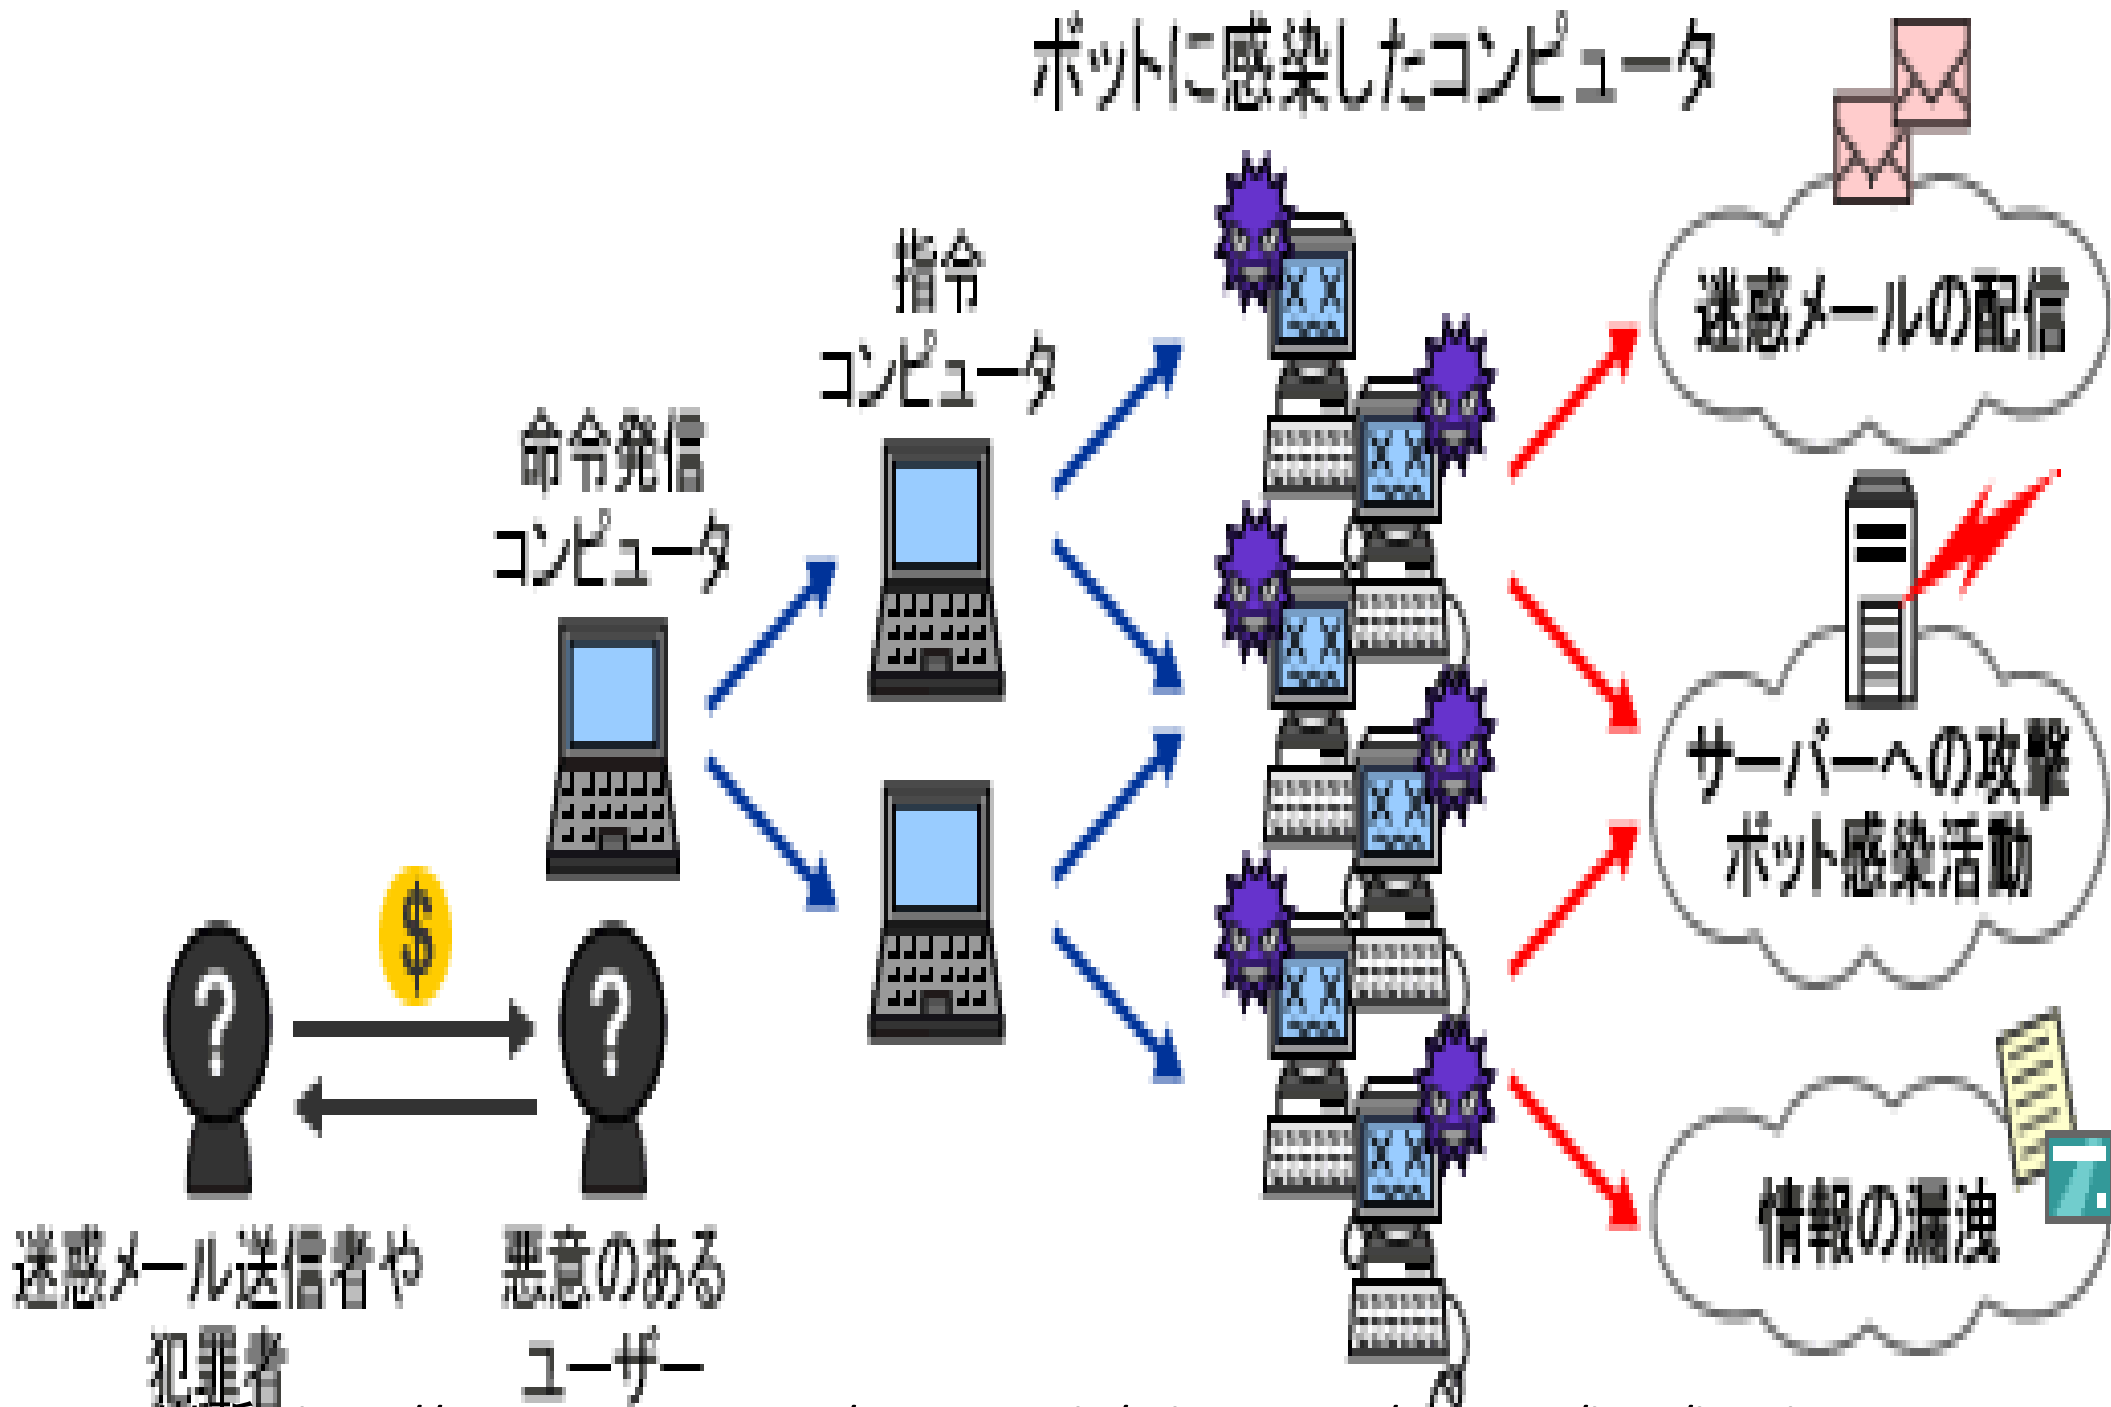 ボットに感染したコンピュータ
指令
コンピュータ
命令発信
コンピュータ
迷惑メールの配信
サーバーへの攻撃
ボット感染活動
情報の漏洩
$
?
?
迷惑メール送信者や
犯罪者
悪意のある
ユーザー